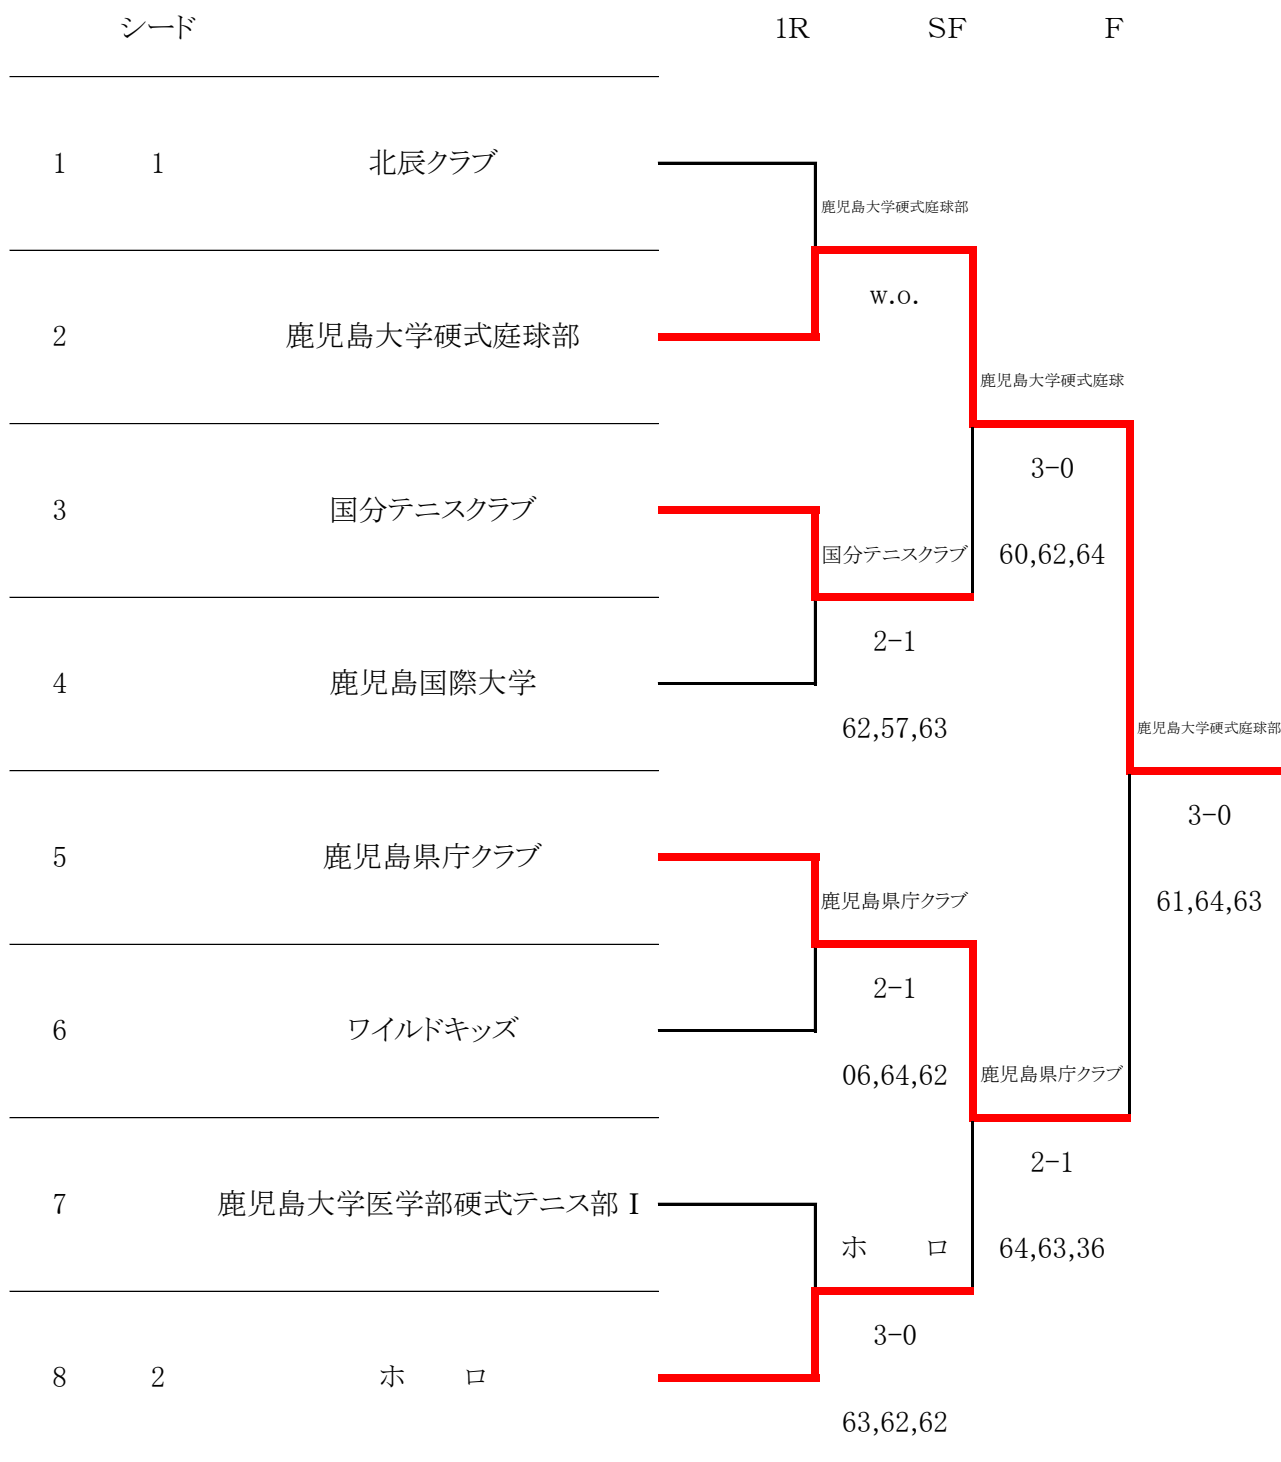 シード 1R SF F
1 1 北辰クラブ
鹿児島大学硬式庭球部
w.o.
2 鹿児島大学硬式庭球部
鹿児島大学硬式庭球
3-0
3 国分テニスクラブ
国分テニスクラブ 60,62,64
2-1
4 鹿児島国際大学
62,57,63 鹿児島大学硬式庭球部
3-0
5 鹿児島県庁クラブ
鹿児島県庁クラブ 61,64,63
2-1
6 ワイルドキッズ
06,64,62 鹿児島県庁クラブ
2-1
7 鹿児島大学医学部硬式テニス部Ⅰ
ホ ロ 64,63,36
3-0
8 2 ホ ロ
63,62,62